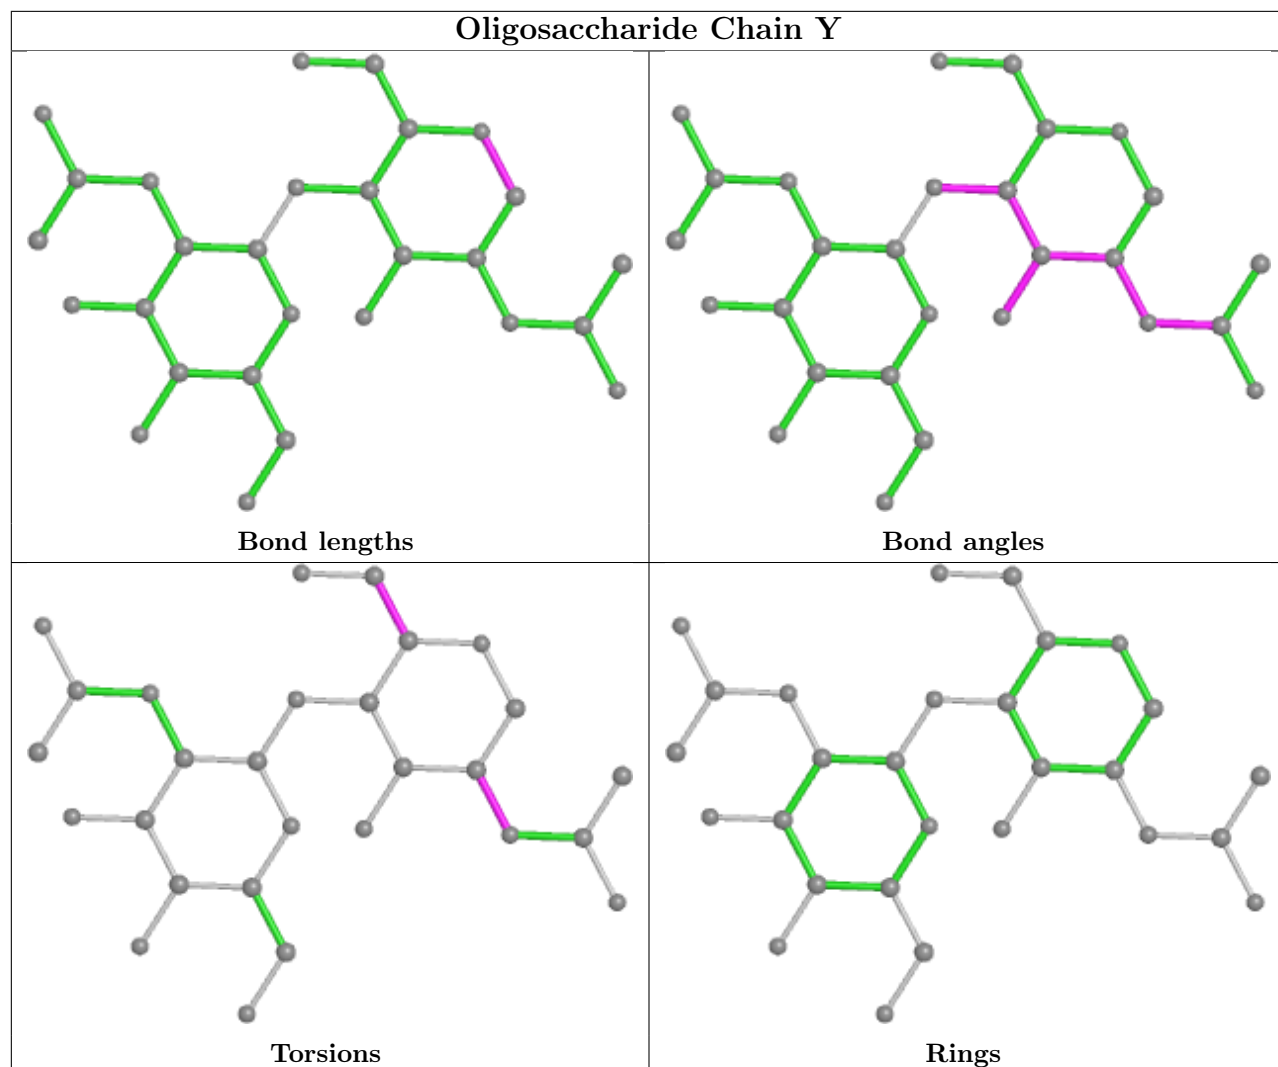 Oligosaccharide Chain Y
Bond lengths
Bond angles
Torsions
Rings